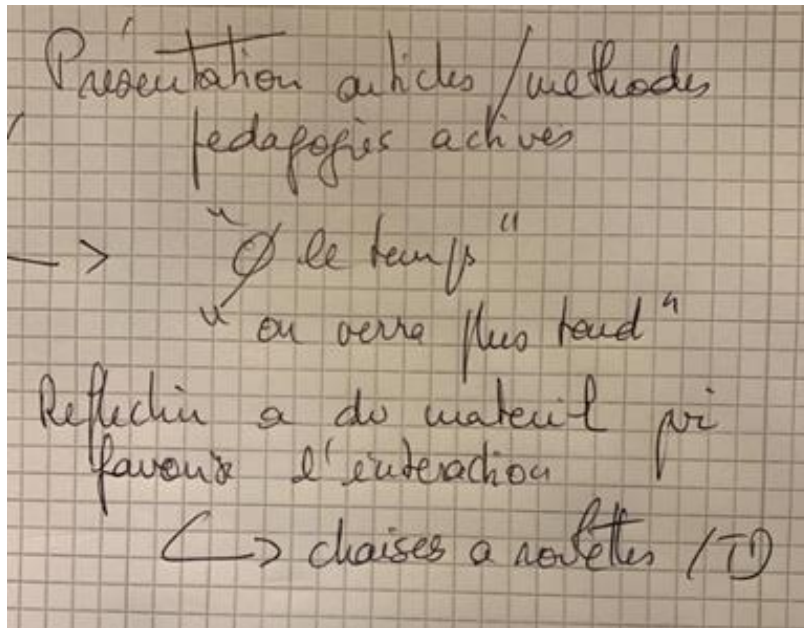 Présentation articles / methodes
pedagogies actives
—> "Ø le temps"
"on verra plus tard"
Reflechir a du materiel qui
favorise l'interaction
↳ chaises a roulettes / TD